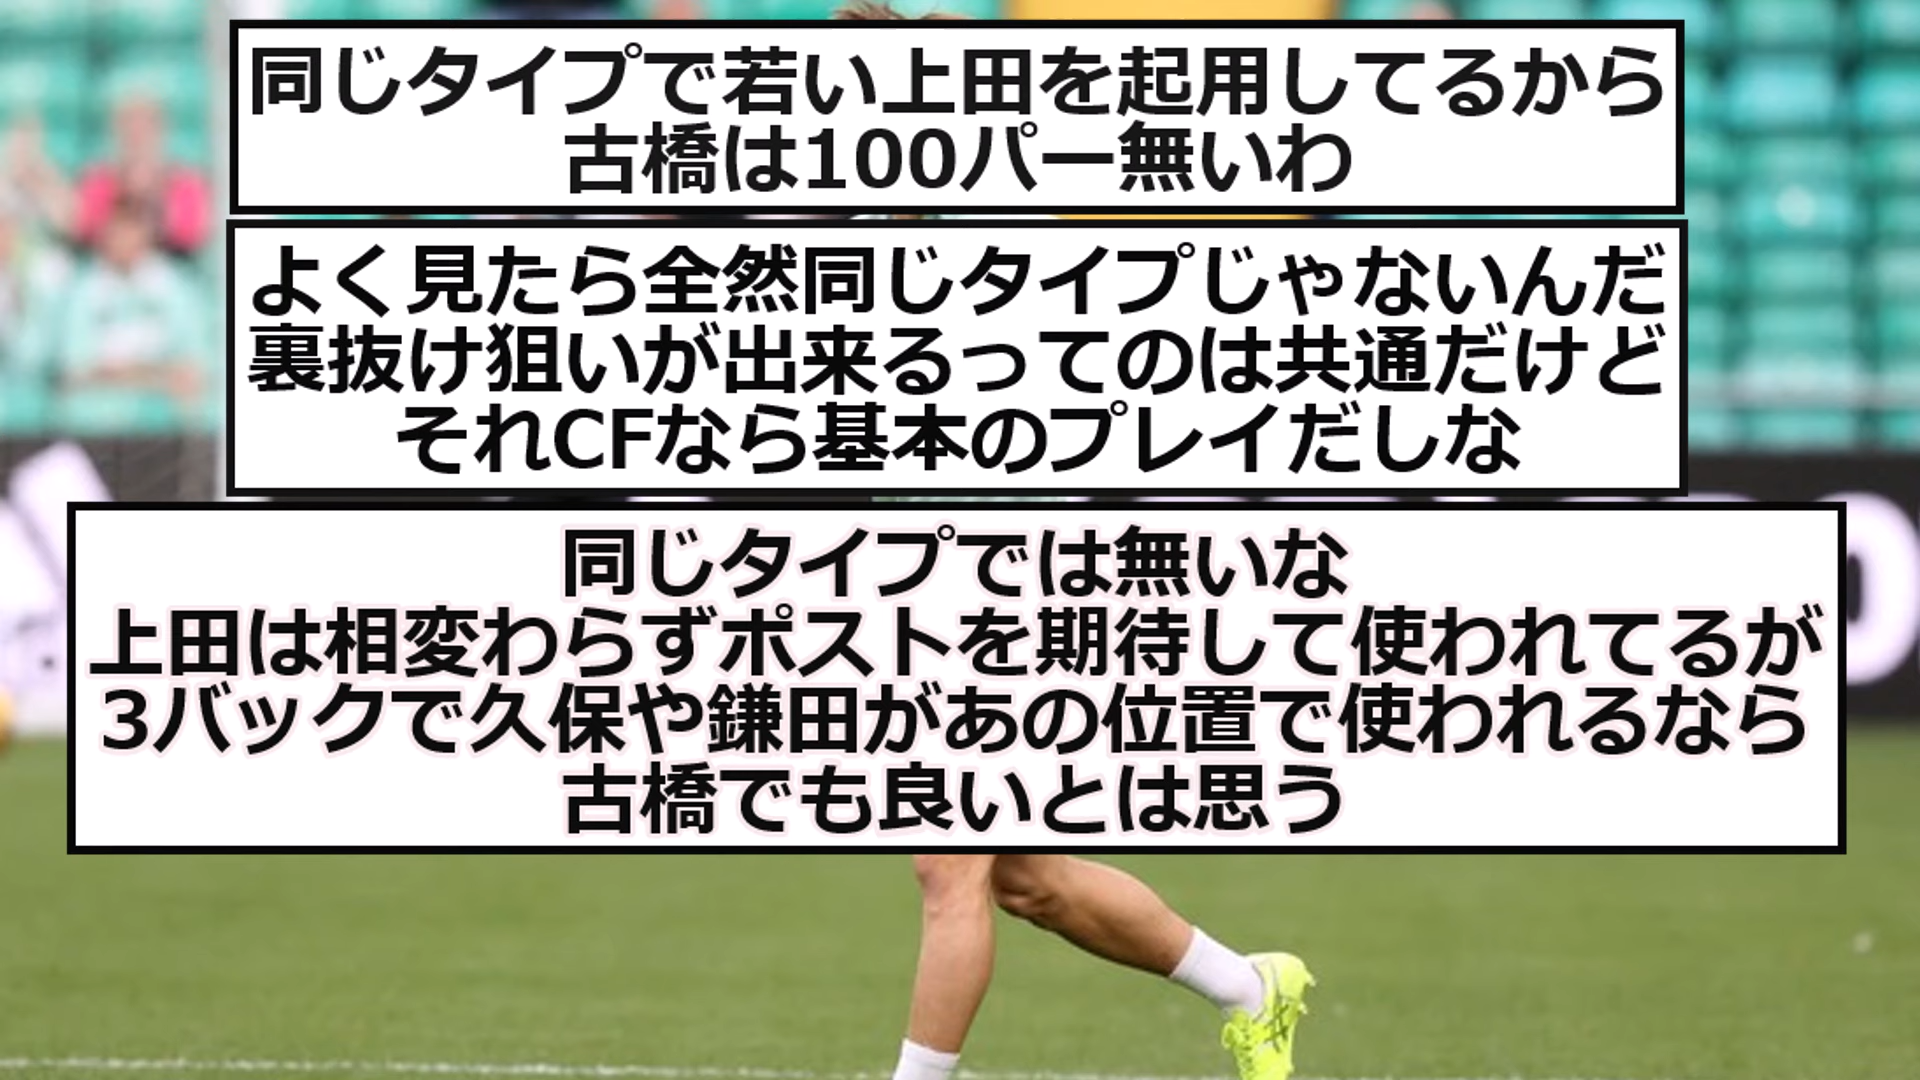 同じタイプで若い上田を起用してるから
古橋は100パー無いわ
よく見たら全然同じタイプじゃないんだ
裏抜け狙いが出来るってのは共通だけど
それCFなら基本のプレイだしな
同じタイプでは無いな
上田は相変わらずポストを期待して使われてるが
3バックで久保や鎌田があの位置で使われるなら
古橋でも良いとは思う